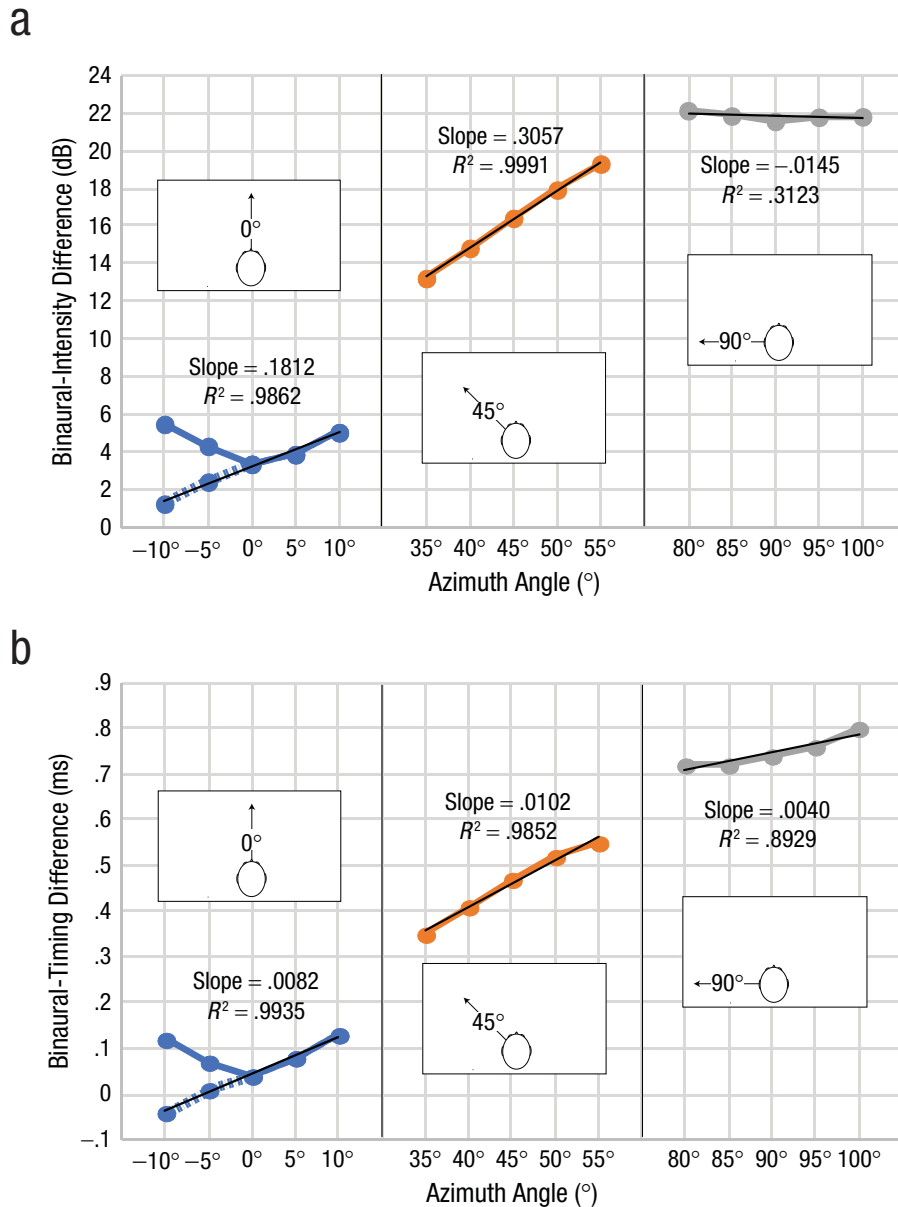 a
Binaural-Intensity Difference (dB)
24
22
20
18
16
14
12
10
8
6
4
2
0
Slope = .3057
R² = .9991
Slope = –.0145
R² = .3123
0°
90°
Slope = .1812
R² = .9862
45°
–10° –5° 0° 5° 10° 35° 40° 45° 50° 55° 80° 85° 90° 95° 100°
Azimuth Angle (°)
b
Binaural-Timing Difference (ms)
.9
.8
.7
.6
.5
.4
.3
.2
.1
0
–.1
Slope = .0102
R² = .9852
Slope = .0040
R² = .8929
0°
90°
Slope = .0082
R² = .9935
45°
–10° –5° 0° 5° 10° 35° 40° 45° 50° 55° 80° 85° 90° 95° 100°
Azimuth Angle (°)